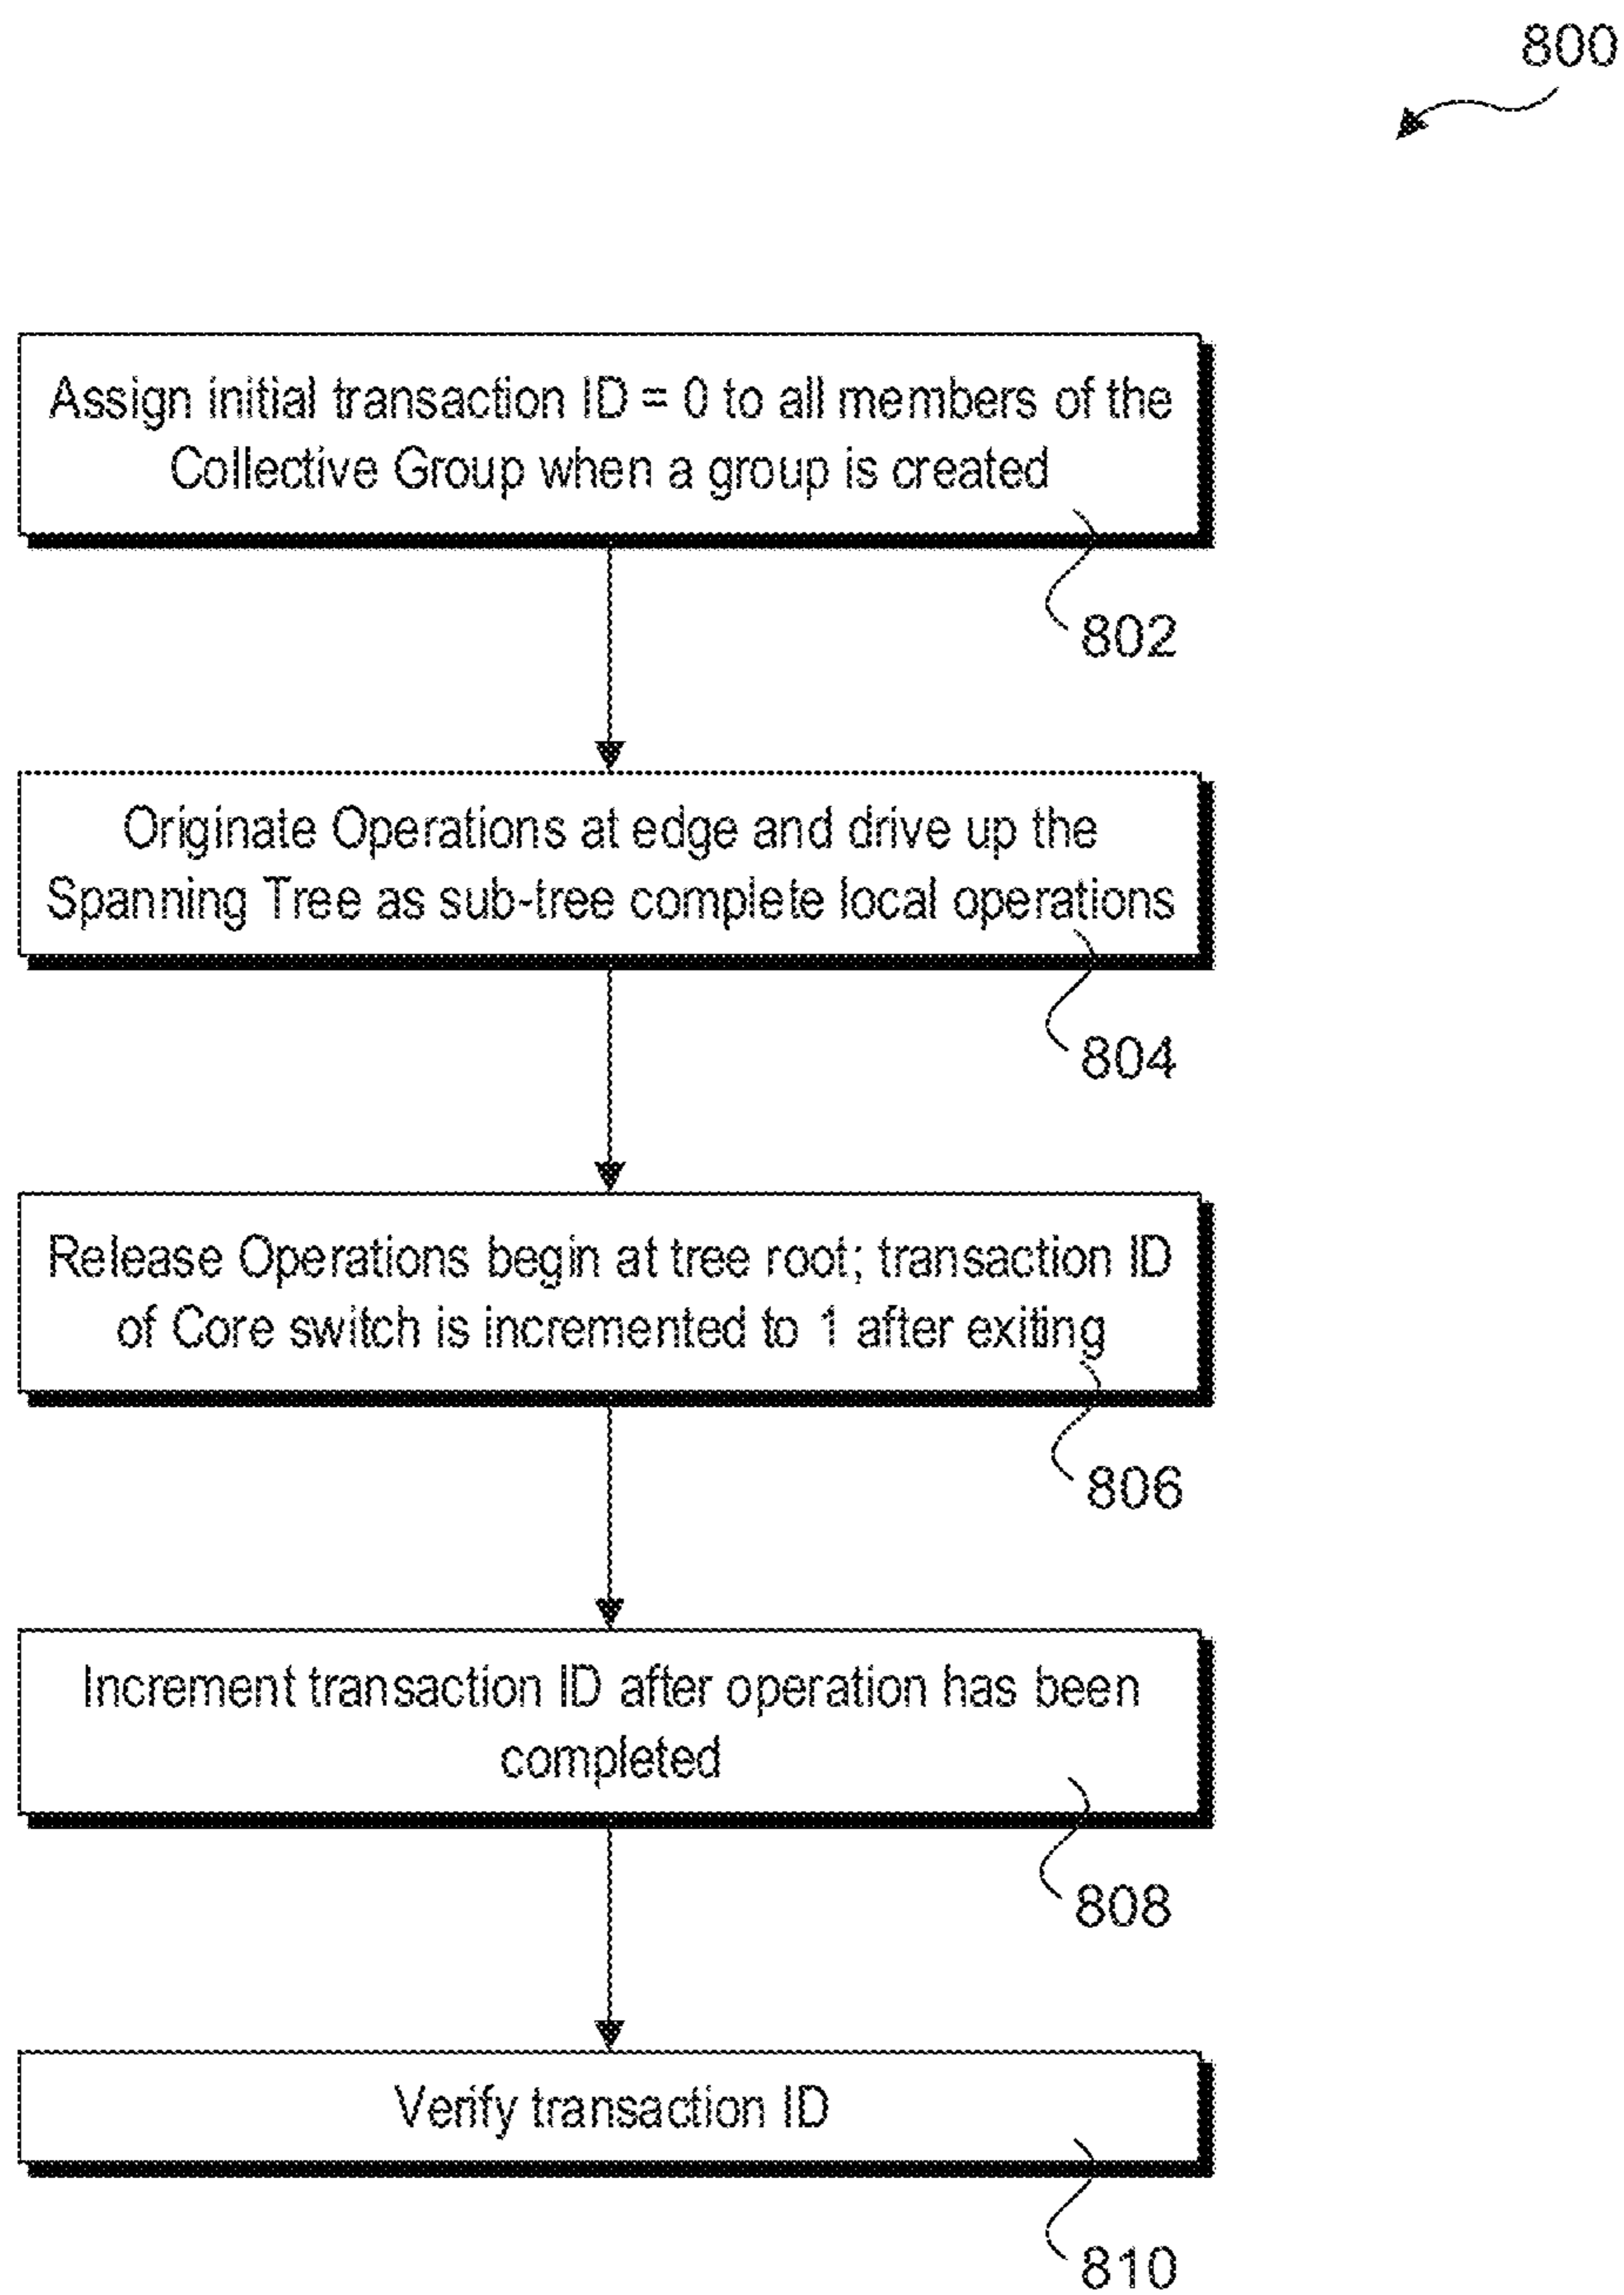 800
Assign initial transaction ID = 0 to all members of the
Collective Group when a group is created
802
Originate Operations at edge and drive up the
Spanning Tree as sub-tree complete local operations
804
Release Operations begin at tree root; transaction ID
of Core switch is incremented to 1 after exiting
806
Increment transaction ID after operation has been
completed
808
Verify transaction ID
810